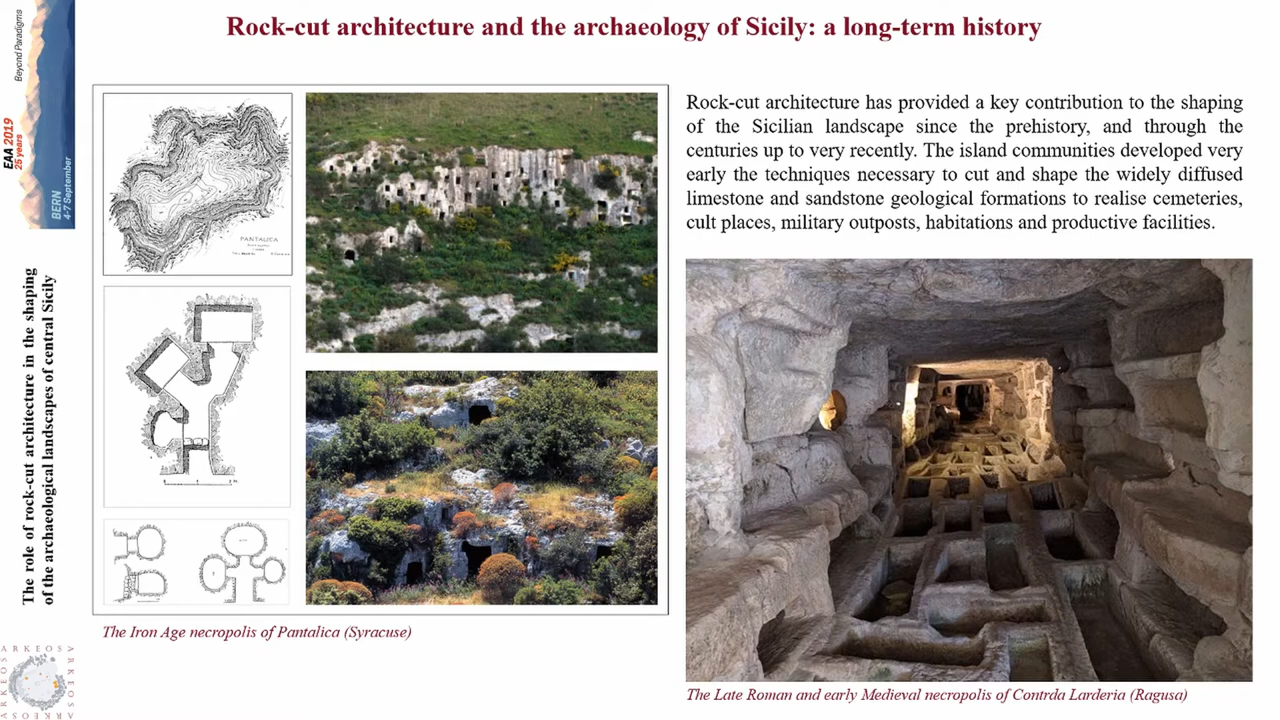 Rock-cut architecture and the archaeology of Sicily: a long-term history
Beyond Paradigms
EAA 2019
25 years
BERN
4-7 September
The role of rock-cut architecture in the shaping
of the archaeological landscapes of central Sicily
ARKEOS
ARKEOS
ARKEOS
ARKEOS
PANTALICA
The Iron Age necropolis of Pantalica (Syracuse)
Rock-cut architecture has provided a key contribution to the shaping
of the Sicilian landscape since the prehistory, and through the
centuries up to very recently. The island communities developed very
early the techniques necessary to cut and shape the widely diffused
limestone and sandstone geological formations to realise cemeteries,
cult places, military outposts, habitations and productive facilities.
The Late Roman and early Medieval necropolis of Contrda Larderia (Ragusa)